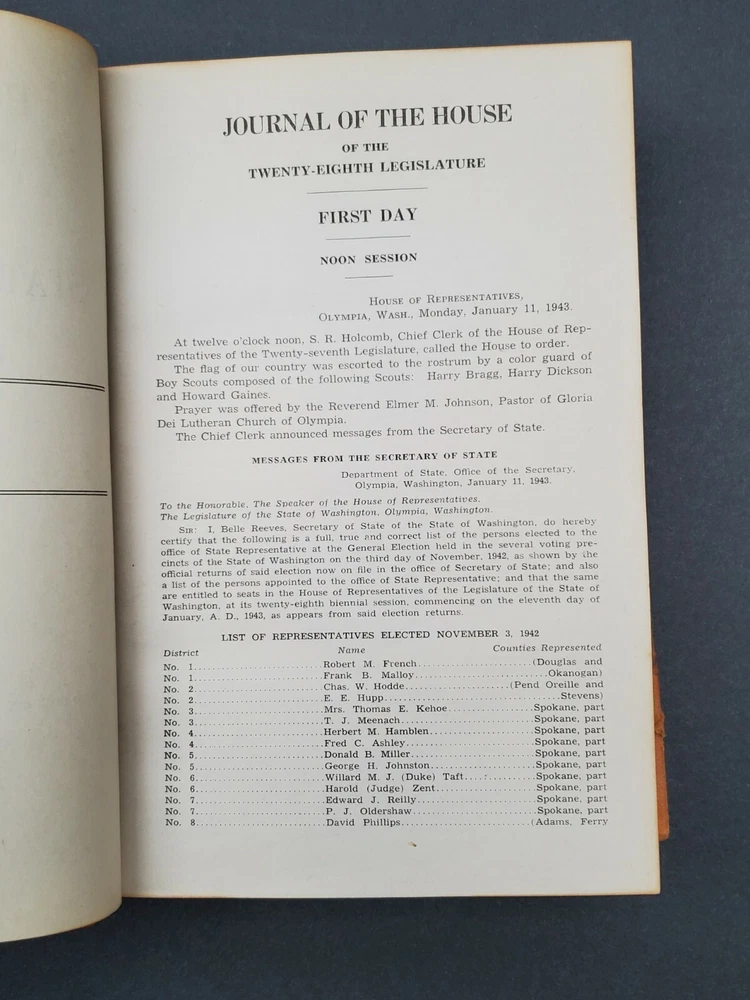 JOURNAL OF THE HOUSE
OF THE
TWENTY-EIGHTH LEGISLATURE
FIRST DAY
NOON SESSION
HOUSE OF REPRESENTATIVES,
OLYMPIA, WASH., Monday, January 11, 1943.
At twelve o'clock noon, S. R. Holcomb, Chief Clerk of the House of Rep-
resentatives of the Twenty-seventh Legislature, called the House to order.
The flag of our country was escorted to the rostrum by a color guard of
Boy Scouts composed of the following Scouts: Harry Bragg, Harry Dickson
and Howard Gaines.
Prayer was offered by the Reverend Elmer M. Johnson, Pastor of Gloria
Dei Lutheran Church of Olympia.
The Chief Clerk announced messages from the Secretary of State.
MESSAGES FROM THE SECRETARY OF STATE
Department of State, Office of the Secretary,
Olympia, Washington, January 11, 1943.
To the Honorable, The Speaker of the House of Representatives,
The Legislature of the State of Washington, Olympia, Washington.
SIR: I, Belle Reeves, Secretary of State of the State of Washington, do hereby
certify that the following is a full, true and correct list of the persons elected to the
office of State Representative at the General Election held in the several voting pre-
cincts of the State of Washington on the third day of November, 1942, as shown by the
official returns of said election now on file in the office of Secretary of State; and also
a list of the persons appointed to the office of State Representative; and that the same
are entitled to seats in the House of Representatives of the Legislature of the State of
Washington, at its twenty-eighth biennial session, commencing on the eleventh day of
January, A. D., 1943, as appears from said election returns.
LIST OF REPRESENTATIVES ELECTED NOVEMBER 3, 1942
District Name Counties Represented
No. 1 Robert M. French (Douglas and
No. 1 Frank B. Malloy Okanogan)
No. 2 Chas. W. Hodde (Pend Oreille and
No. 2 E. E. Hupp Stevens)
No. 3 Mrs. Thomas E. Kehoe Spokane, part
No. 3 T. J. Meenach Spokane, part
No. 4 Herbert M. Hamblen Spokane, part
No. 4 Fred C. Ashley Spokane, part
No. 5 Donald B. Miller Spokane, part
No. 5 George H. Johnston Spokane, part
No. 6 Willard M. J. (Duke) Taft Spokane, part
No. 6 Harold (Judge) Zent Spokane, part
No. 7 Edward J. Reilly Spokane, part
No. 7 P. J. Oldershaw Spokane, part
No. 8 David Phillips (Adams, Ferry